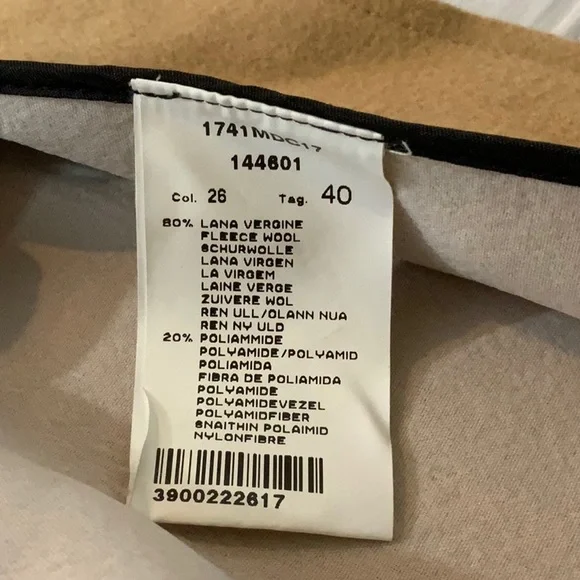 1741MDC17
144601
Col. 26 Tag. 40
80% LANA VERGINE
FLEECE WOOL
SCHURWOLLE
LANA VIRGEN
LA VIRGEM
LAINE VERGE
ZUIVERE WOL
REN ULL/OLANN NUA
REN NY ULD
20% POLIAMMIDE
POLYAMIDE/POLYAMID
POLIAMIDA
FIBRA DE POLIAMIDA
POLYAMIDE
POLYAMIDEVEZEL
POLYAMIDFIBER
SNAITHIN POLAIMID
NYLONFIBRE
3900222617